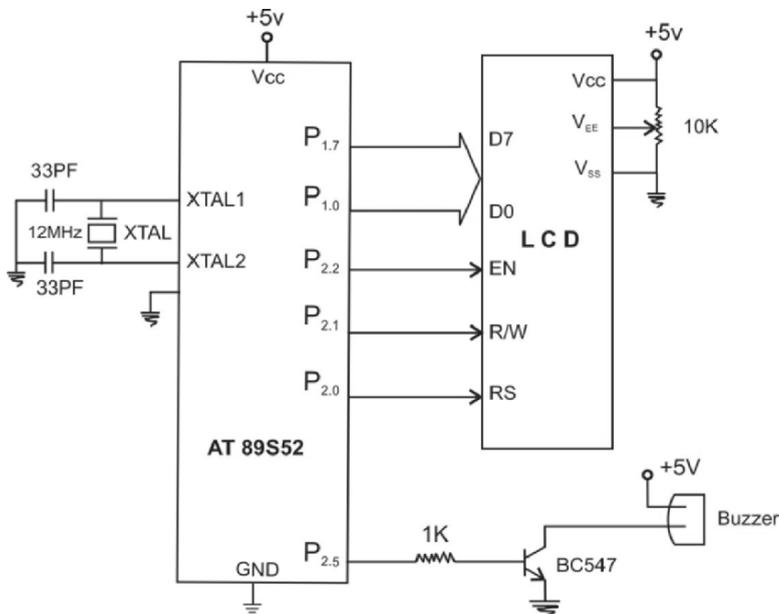 +5v
Vcc
+5v
Vcc
P1.7
D7
VEE
10K
33PF
XTAL1
P1.0
D0
VSS
12MHz XTAL
LCD
XTAL2
P2.2
EN
33PF
P2.1
R/W
P2.0
RS
AT 89S52
+5V
Buzzer
1K
P2.5
BC547
GND